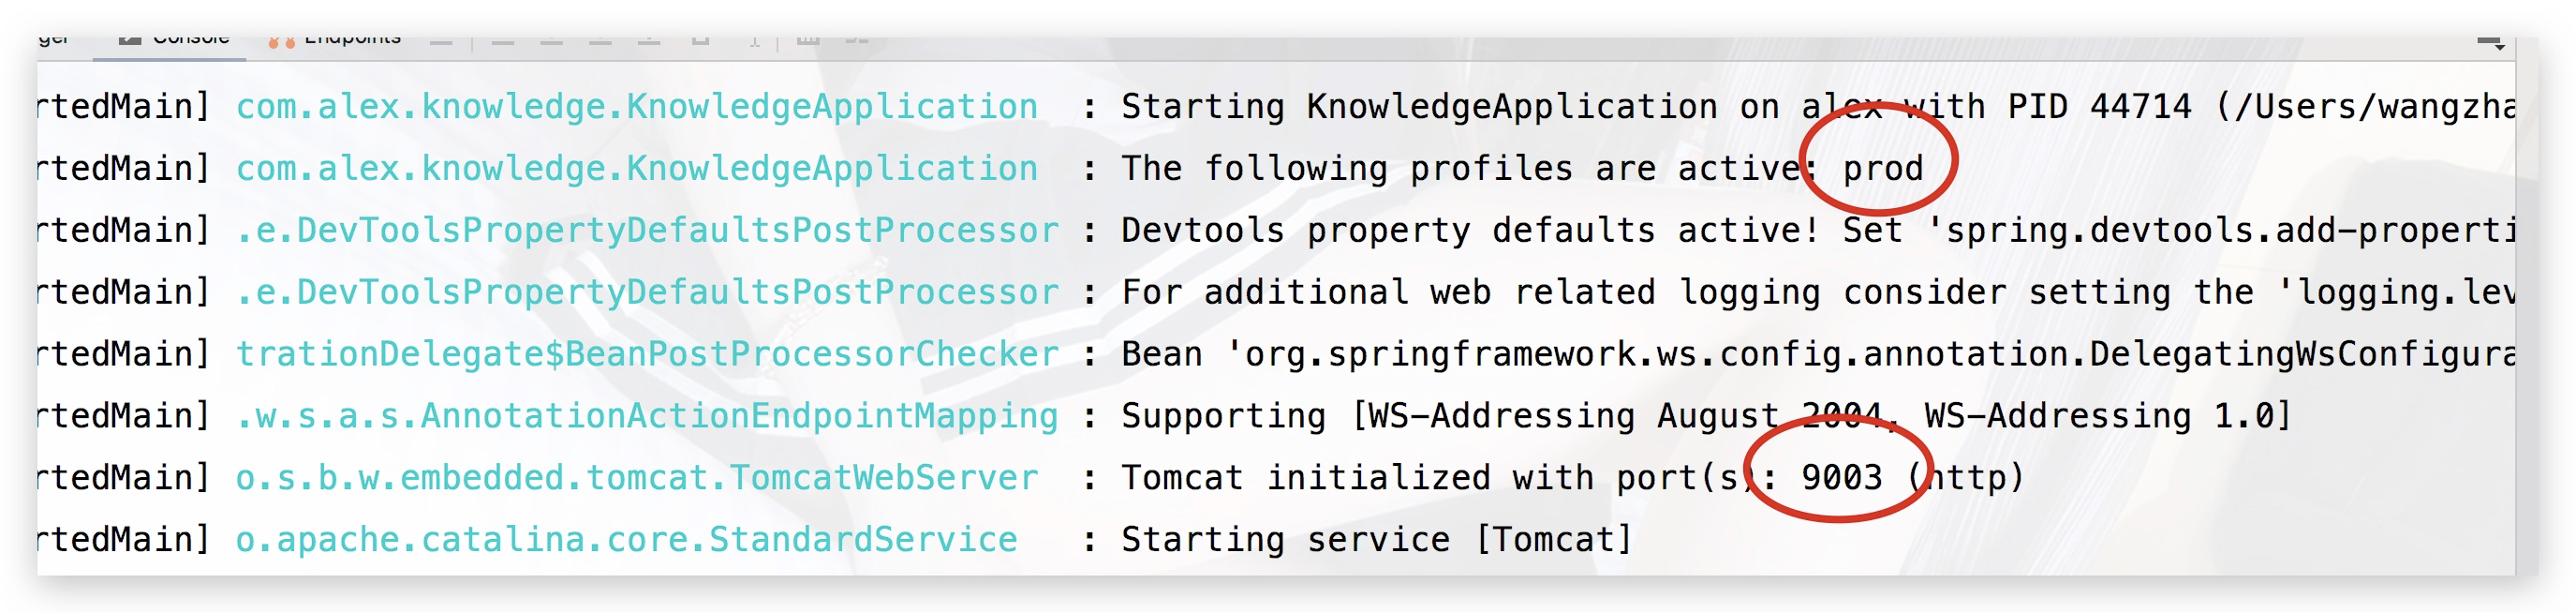 ger Console Endpoints
rtedMain] com.alex.knowledge.KnowledgeApplication : Starting KnowledgeApplication on alex with PID 44714 (/Users/wangzha
rtedMain] com.alex.knowledge.KnowledgeApplication : The following profiles are active: prod
rtedMain] .e.DevToolsPropertyDefaultsPostProcessor : Devtools property defaults active! Set 'spring.devtools.add-properti
rtedMain] .e.DevToolsPropertyDefaultsPostProcessor : For additional web related logging consider setting the 'logging.lev
rtedMain] trationDelegate$BeanPostProcessorChecker : Bean 'org.springframework.ws.config.annotation.DelegatingWsConfigura
rtedMain] .w.s.a.s.AnnotationActionEndpointMapping : Supporting [WS-Addressing August 2004, WS-Addressing 1.0]
rtedMain] o.s.b.w.embedded.tomcat.TomcatWebServer : Tomcat initialized with port(s): 9003 (http)
rtedMain] o.apache.catalina.core.StandardService : Starting service [Tomcat]